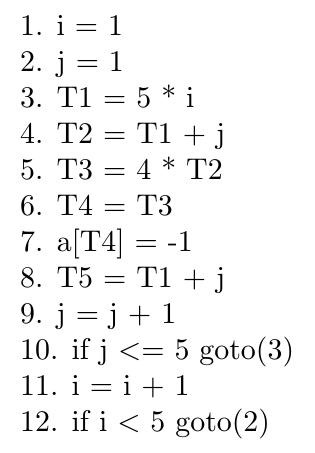 1. i = 1
2. j = 1
3. T1 = 5 * i
4. T2 = T1 + j
5. T3 = 4 * T2
6. T4 = T3
7. a[T4] = -1
8. T5 = T1 + j
9. j = j + 1
10. if j <= 5 goto(3)
11. i = i + 1
12. if i < 5 goto(2)